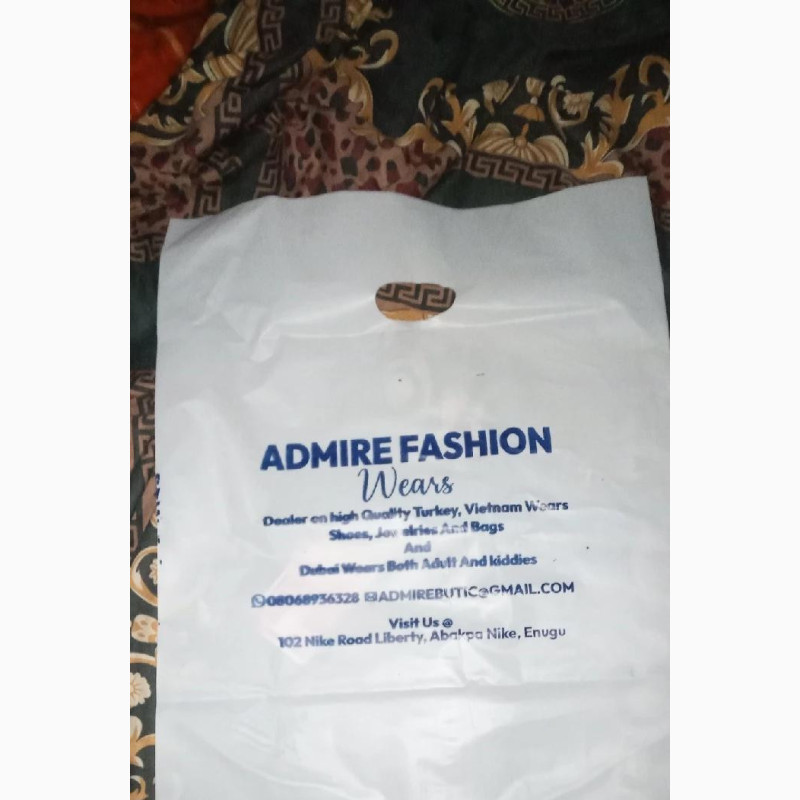 ADMIRE FASHION
Wears
Dealer on high Quality Turkey, Vietnam Wears
Shoes, And Bags
And
Dubai Wears Both Adult And kiddies
08068936328 ADMIREBUTIC@GMAIL.COM
Visit Us @
102 Nike Road Liberty, Abakpa Nike, Enugu